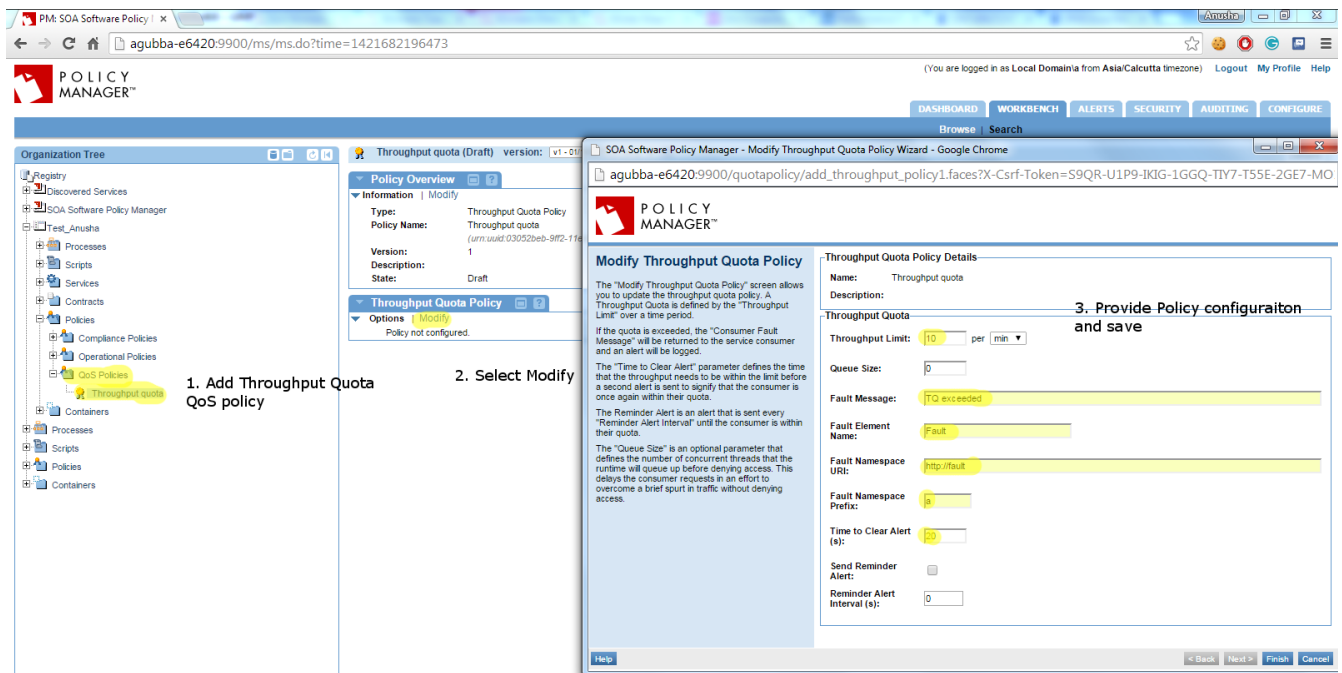 PM: SOA Software Policy
Anusha
agubba-e6420:9900/ms/ms.do?time=1421682196473
POLICY
MANAGER™
(You are logged in as Local Domain\a from Asia/Calcutta timezone) Logout My Profile Help
DASHBOARD WORKBENCH ALERTS SECURITY AUDITING CONFIGURE
Browse | Search
Organization Tree
Registry
Discovered Services
SOA Software Policy Manager
Test_Anusha
Processes
Scripts
Services
Contracts
Policies
Compliance Policies
Operational Policies
QoS Policies
Throughput quota
Containers
Processes
Scripts
Policies
Containers
1. Add Throughput Quota
QoS policy
Throughput quota (Draft) version: v1 - 01/
Policy Overview
Information | Modify
Type: Throughput Quota Policy
Policy Name: Throughput quota
(urn:uuid:03052beb-9ff2-11e
Version: 1
Description:
State: Draft
Throughput Quota Policy
Options | Modify
Policy not configured.
2. Select Modify
SOA Software Policy Manager - Modify Throughput Quota Policy Wizard - Google Chrome
agubba-e6420:9900/quotapolicy/add_throughput_policy1.faces?X-Csrf-Token=S9QR-U1P9-IKIG-1GGQ-TIY7-T55E-2GE7-MO
POLICY
MANAGER™
Modify Throughput Quota Policy
The "Modify Throughput Quota Policy" screen allows
you to update the throughput quota policy. A
Throughput Quota is defined by the "Throughput
Limit" over a time period.
If the quota is exceeded, the "Consumer Fault
Message" will be returned to the service consumer
and an alert will be logged.
The "Time to Clear Alert" parameter defines the time
that the throughput needs to be within the limit before
a second alert is sent to signify that the consumer is
once again within their quota.
The Reminder Alert is an alert that is sent every
"Reminder Alert Interval" until the consumer is within
their quota.
The "Queue Size" is an optional parameter that
defines the number of concurrent threads that the
runtime will queue up before denying access. This
delays the consumer requests in an effort to
overcome a brief spurt in traffic without denying
access.
Throughput Quota Policy Details
Name: Throughput quota
Description:
3. Provide Policy configuraiton
and save
Throughput Quota
Throughput Limit: 10 per min
Queue Size: 0
Fault Message: TQ exceeded
Fault Element
Name: Fault
Fault Namespace
URI: http://fault
Fault Namespace
Prefix: a
Time to Clear Alert
(s): 20
Send Reminder
Alert:
Reminder Alert
Interval (s): 0
Help
< Back Next > Finish Cancel